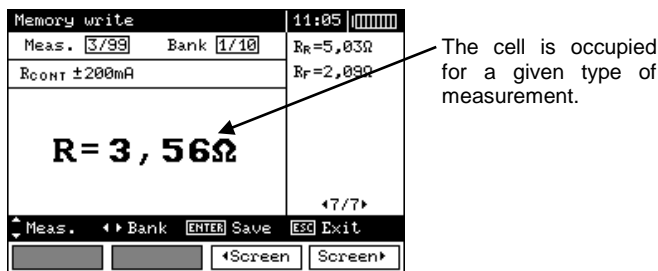 Memory write 11:05
Meas. 3/99 Bank 1/10
RCONT ±200mA
R= 3,56Ω
RR=5,03Ω
RF=2,09Ω
7/7
Meas. Bank ENTER Save ESC Exit
Screen Screen
The cell is occupied
for a given type of
measurement.